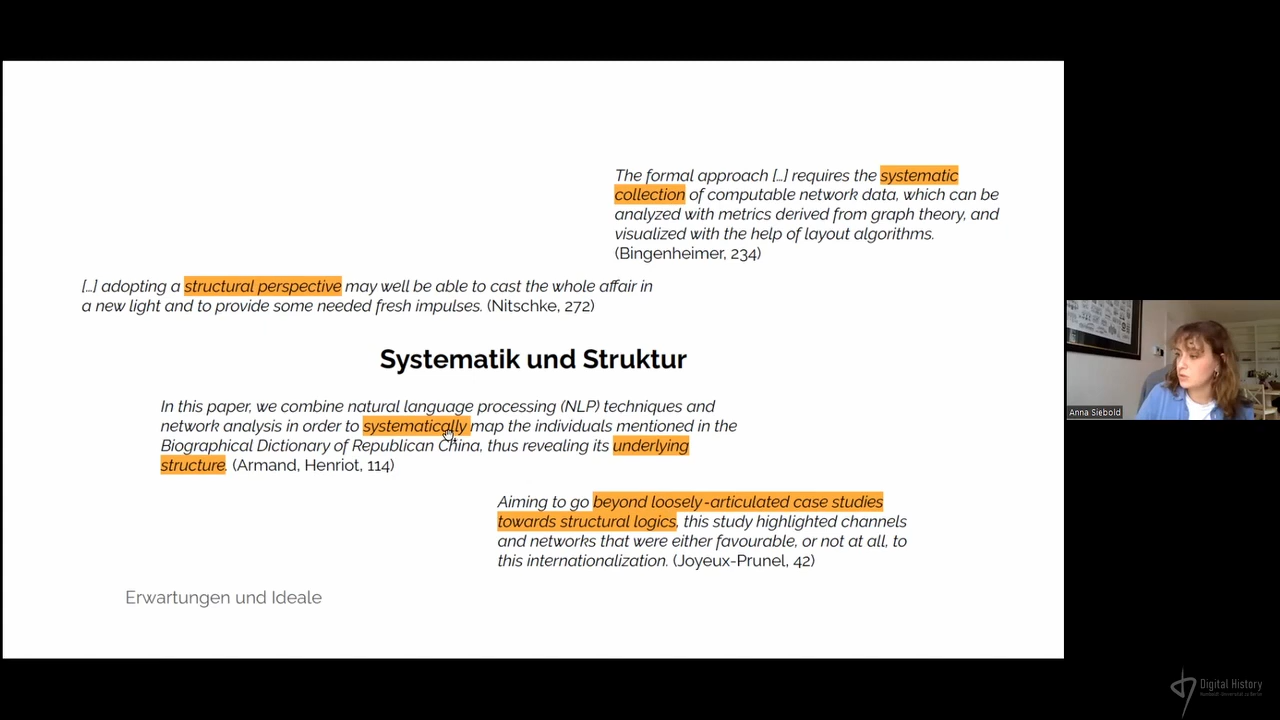 The formal approach [...] requires the systematic
collection of computable network data, which can be
analyzed with metrics derived from graph theory, and
visualized with the help of layout algorithms.
(Bingenheimer, 234)
[...] adopting a structural perspective may well be able to cast the whole affair in
a new light and to provide some needed fresh impulses. (Nitschke, 272)
Systematik und Struktur
In this paper, we combine natural language processing (NLP) techniques and
network analysis in order to systematically map the individuals mentioned in the
Biographical Dictionary of Republican China, thus revealing its underlying
structure. (Armand, Henriot, 114)
Aiming to go beyond loosely-articulated case studies
towards structural logics, this study highlighted channels
and networks that were either favourable, or not at all, to
this internationalization. (Joyeux-Prunel, 42)
Erwartungen und Ideale
Anna Siebold
Digital History
Humboldt-Universität zu Berlin